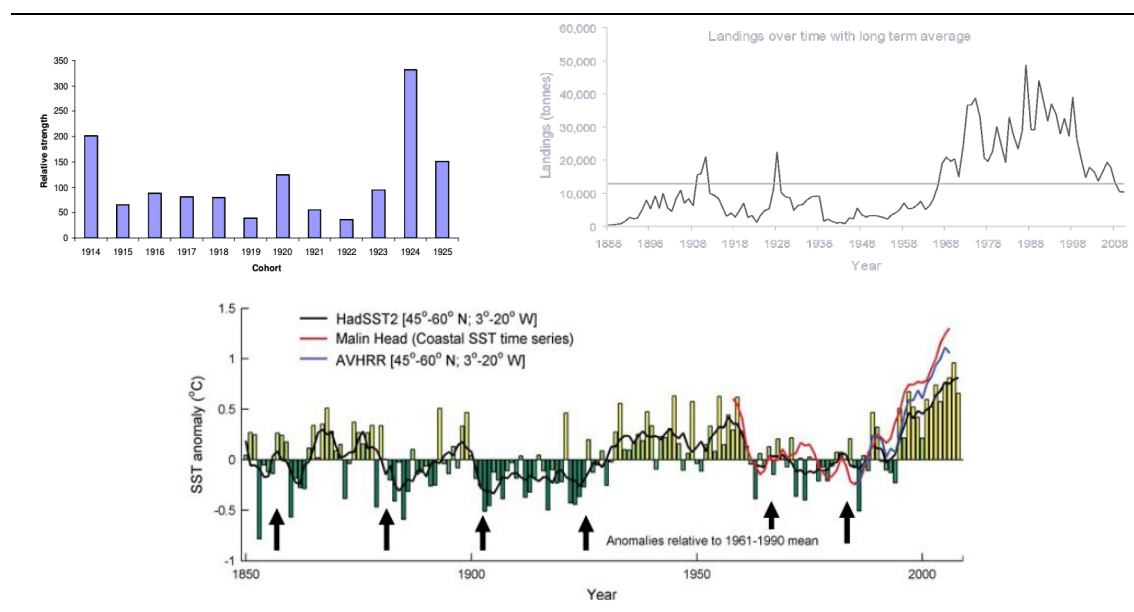 350
300
250
200
150
100
50
0
Relative strength
1914 1915 1916 1917 1918 1919 1920 1921 1922 1923 1924 1925
Cohort
Landings over time with long term average
60,000
50,000
40,000
30,000
20,000
10,000
0
Landings (tonnes)
1888 1898 1908 1918 1928 1938 1948 1958 1968 1978 1988 1998 2008
Year
1.5
1
0.5
0
-0.5
-1
SST anomaly (°C)
HadSST2 [45°-60° N; 3°-20° W]
Malin Head (Coastal SST time series)
AVHRR [45°-60° N; 3°-20° W]
Anomalies relative to 1961-1990 mean
1850 1900 1950 2000
Year